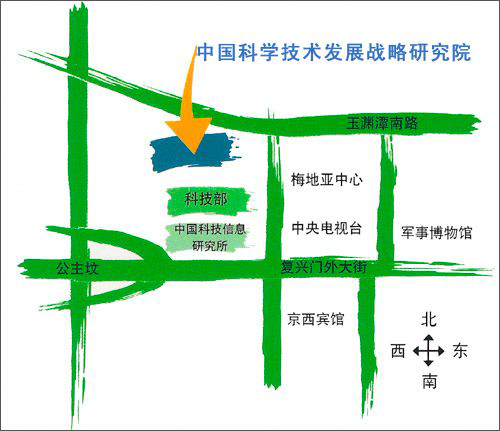 中国科学技术发展战略研究院
玉渊潭南路
梅地亚中心
科技部
中国科技信息
研究所
中央电视台
军事博物馆
公主坟
复兴门外大街
京西宾馆
北
西
东
南